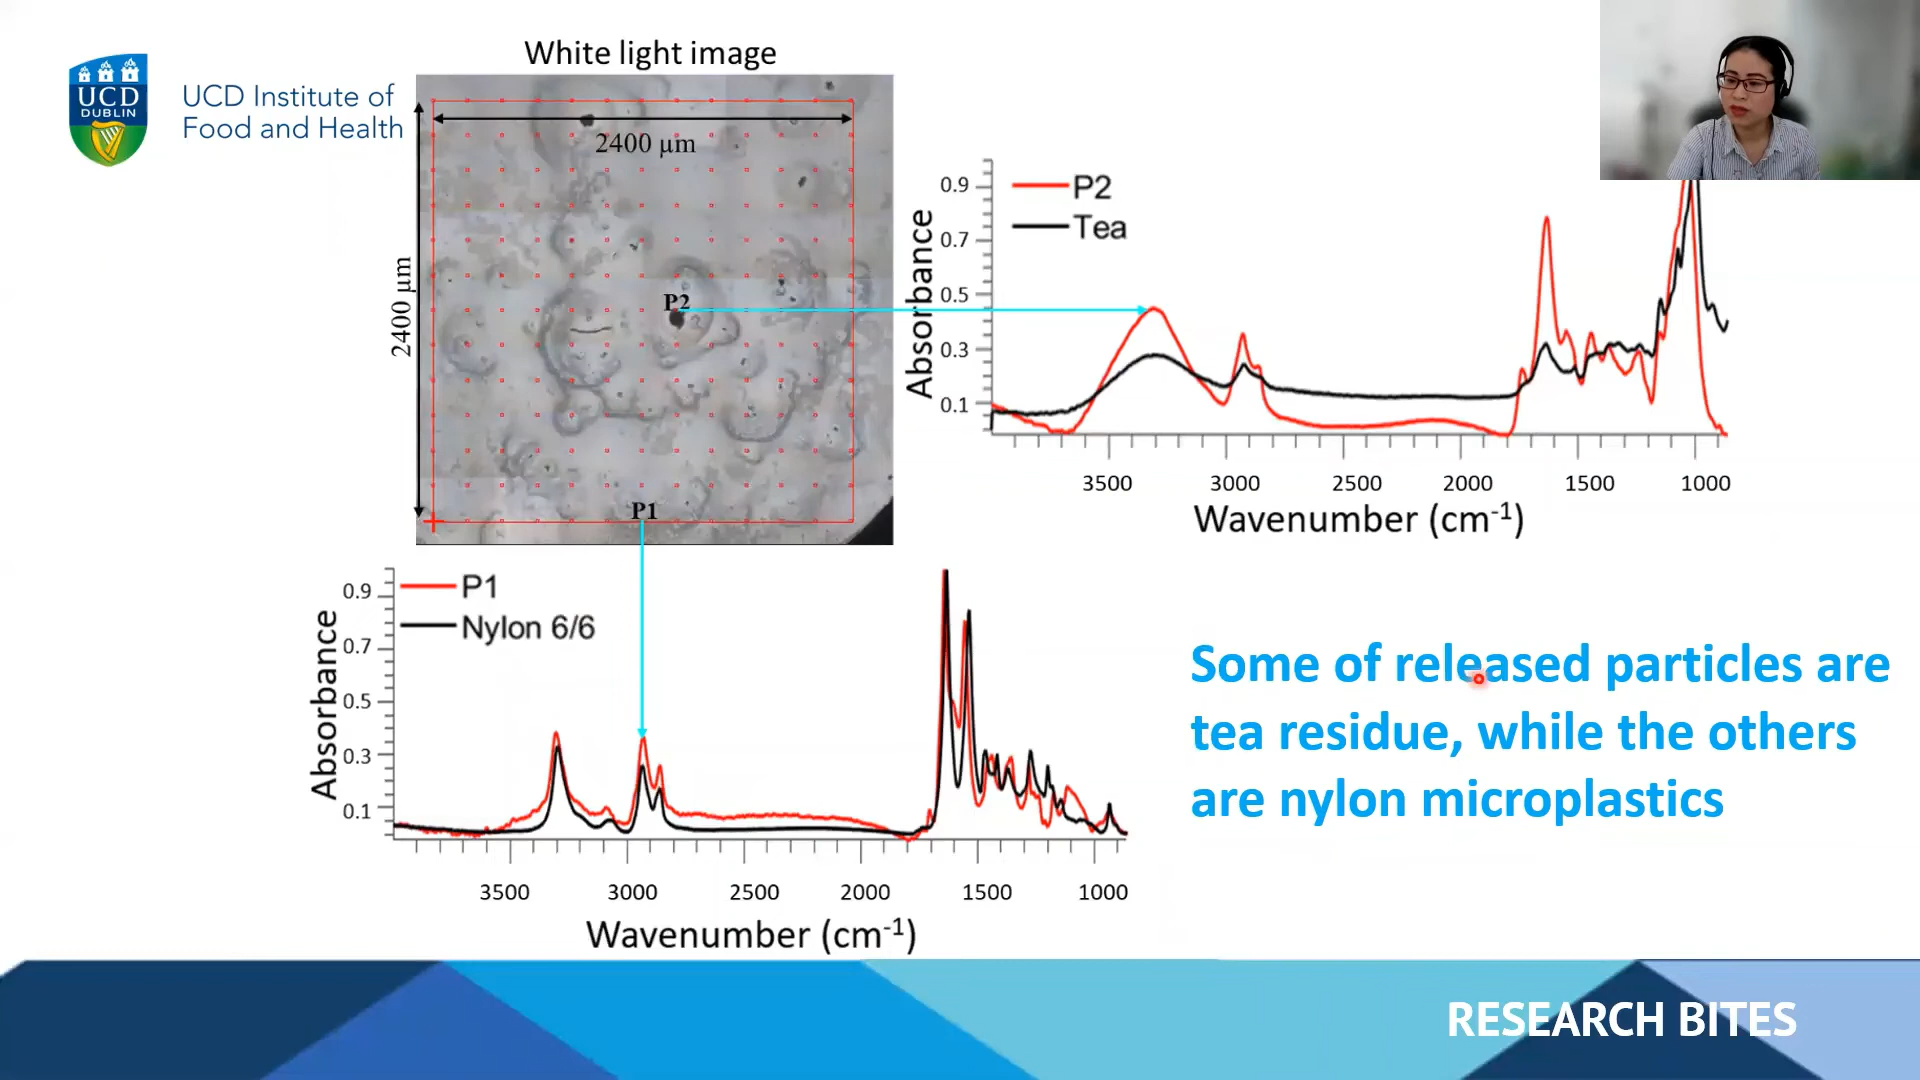 White light image
UCD
DUBLIN
UCD Institute of
Food and Health
2400 µm
2400 µm
P2
P1
P2
Tea
Absorbance
0.9
0.7
0.5
0.3
0.1
3500 3000 2500 2000 1500 1000
Wavenumber (cm-1)
P1
Nylon 6/6
Absorbance
0.9
0.7
0.5
0.3
0.1
3500 3000 2500 2000 1500 1000
Wavenumber (cm-1)
Some of released particles are
tea residue, while the others
are nylon microplastics
RESEARCH BITES